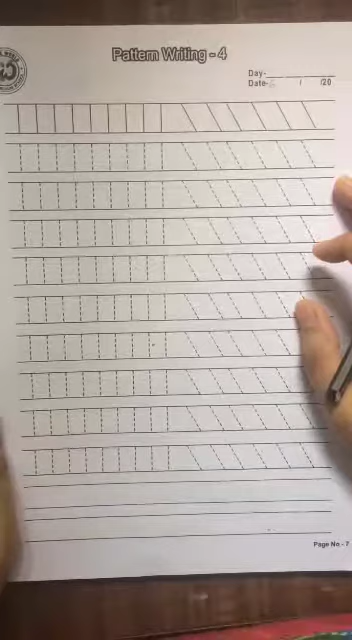 Pattern Writing - 4
Day-
Date- / /20
Page No - 7